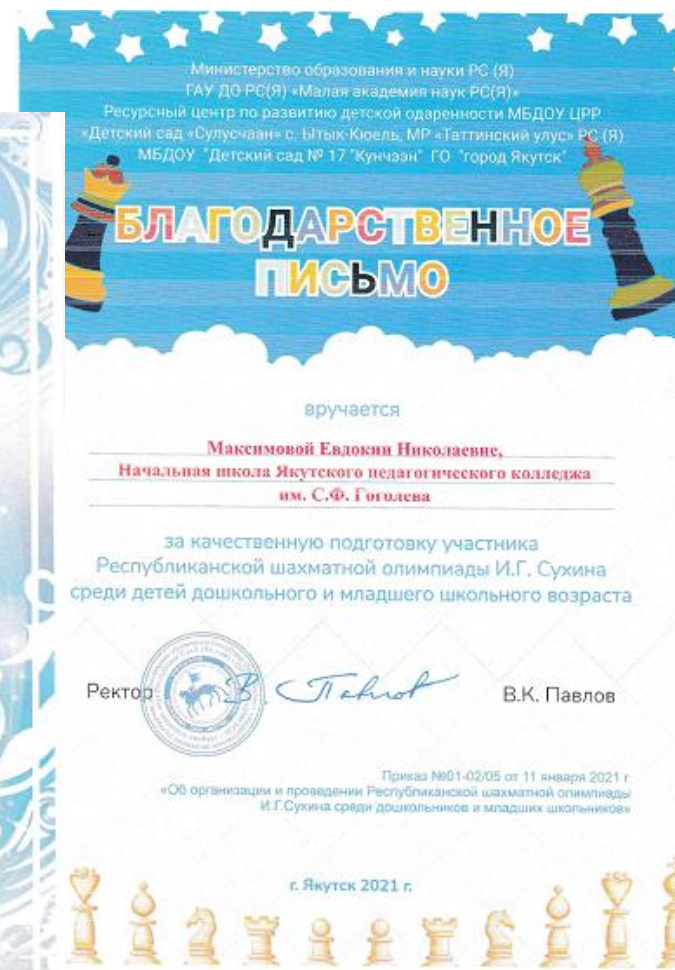 Министерство образования и науки РС (Я)
ГАУ ДО РС(Я) «Малая академия наук РС(Я)»
Ресурсный центр по развитию детской одаренности МБДОУ ЦРР
«Детский сад «Сулусчаан» с. Ытык-Кюель, МР «Таттинский улус» РС (Я)
МБДОУ "Детский сад № 17 "Кунчээн" ГО "город Якутск"
БЛАГОДАРСТВЕННОЕ
ПИСЬМО
вручается
Максимовой Евдокии Николаевне,
Начальная школа Якутского педагогического колледжа
им. С.Ф. Гоголева
за качественную подготовку участника
Республиканской шахматной олимпиады И.Г. Сухина
среди детей дошкольного и младшего школьного возраста
Ректор В. Павлов В.К. Павлов
Приказ №01-02/05 от 11 января 2021 г.
«Об организации и проведении Республиканской шахматной олимпиады
И.Г.Сухина среди дошкольников и младших школьников»
г. Якутск 2021 г.